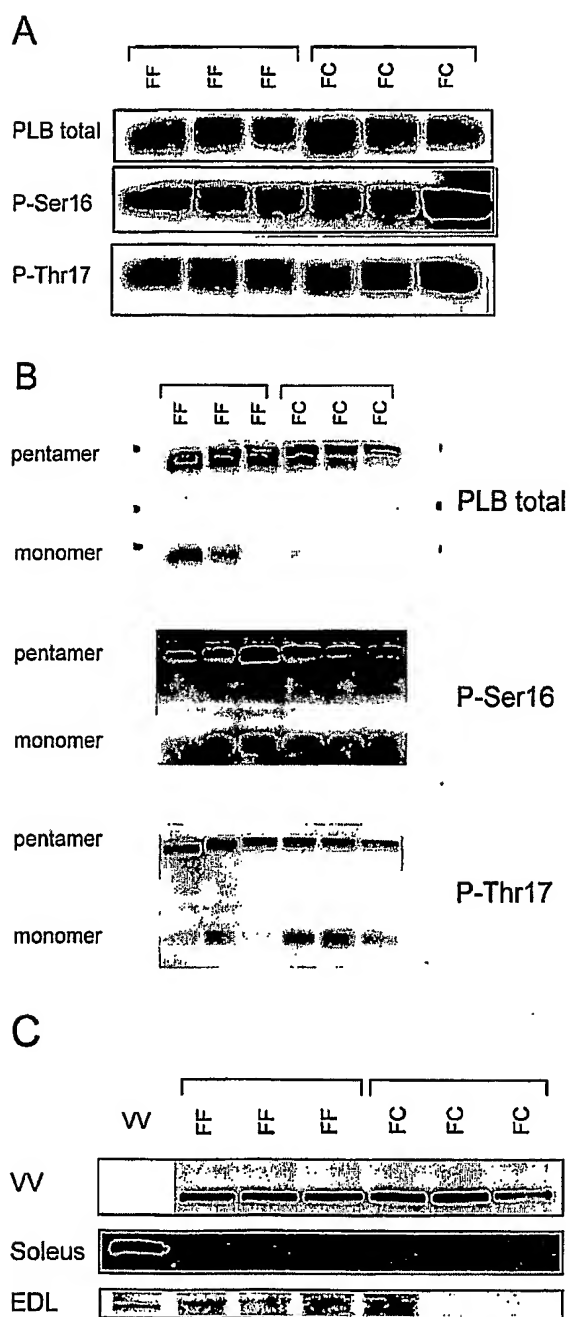 A
FF FF FF FC FC FC
PLB total
P-Ser16
P-Thr17
B
FF FF FF FC FC FC
pentamer
PLB total
monomer
pentamer
P-Ser16
monomer
pentamer
P-Thr17
monomer
C
VV FF FF FF FC FC FC
VV
Soleus
EDL